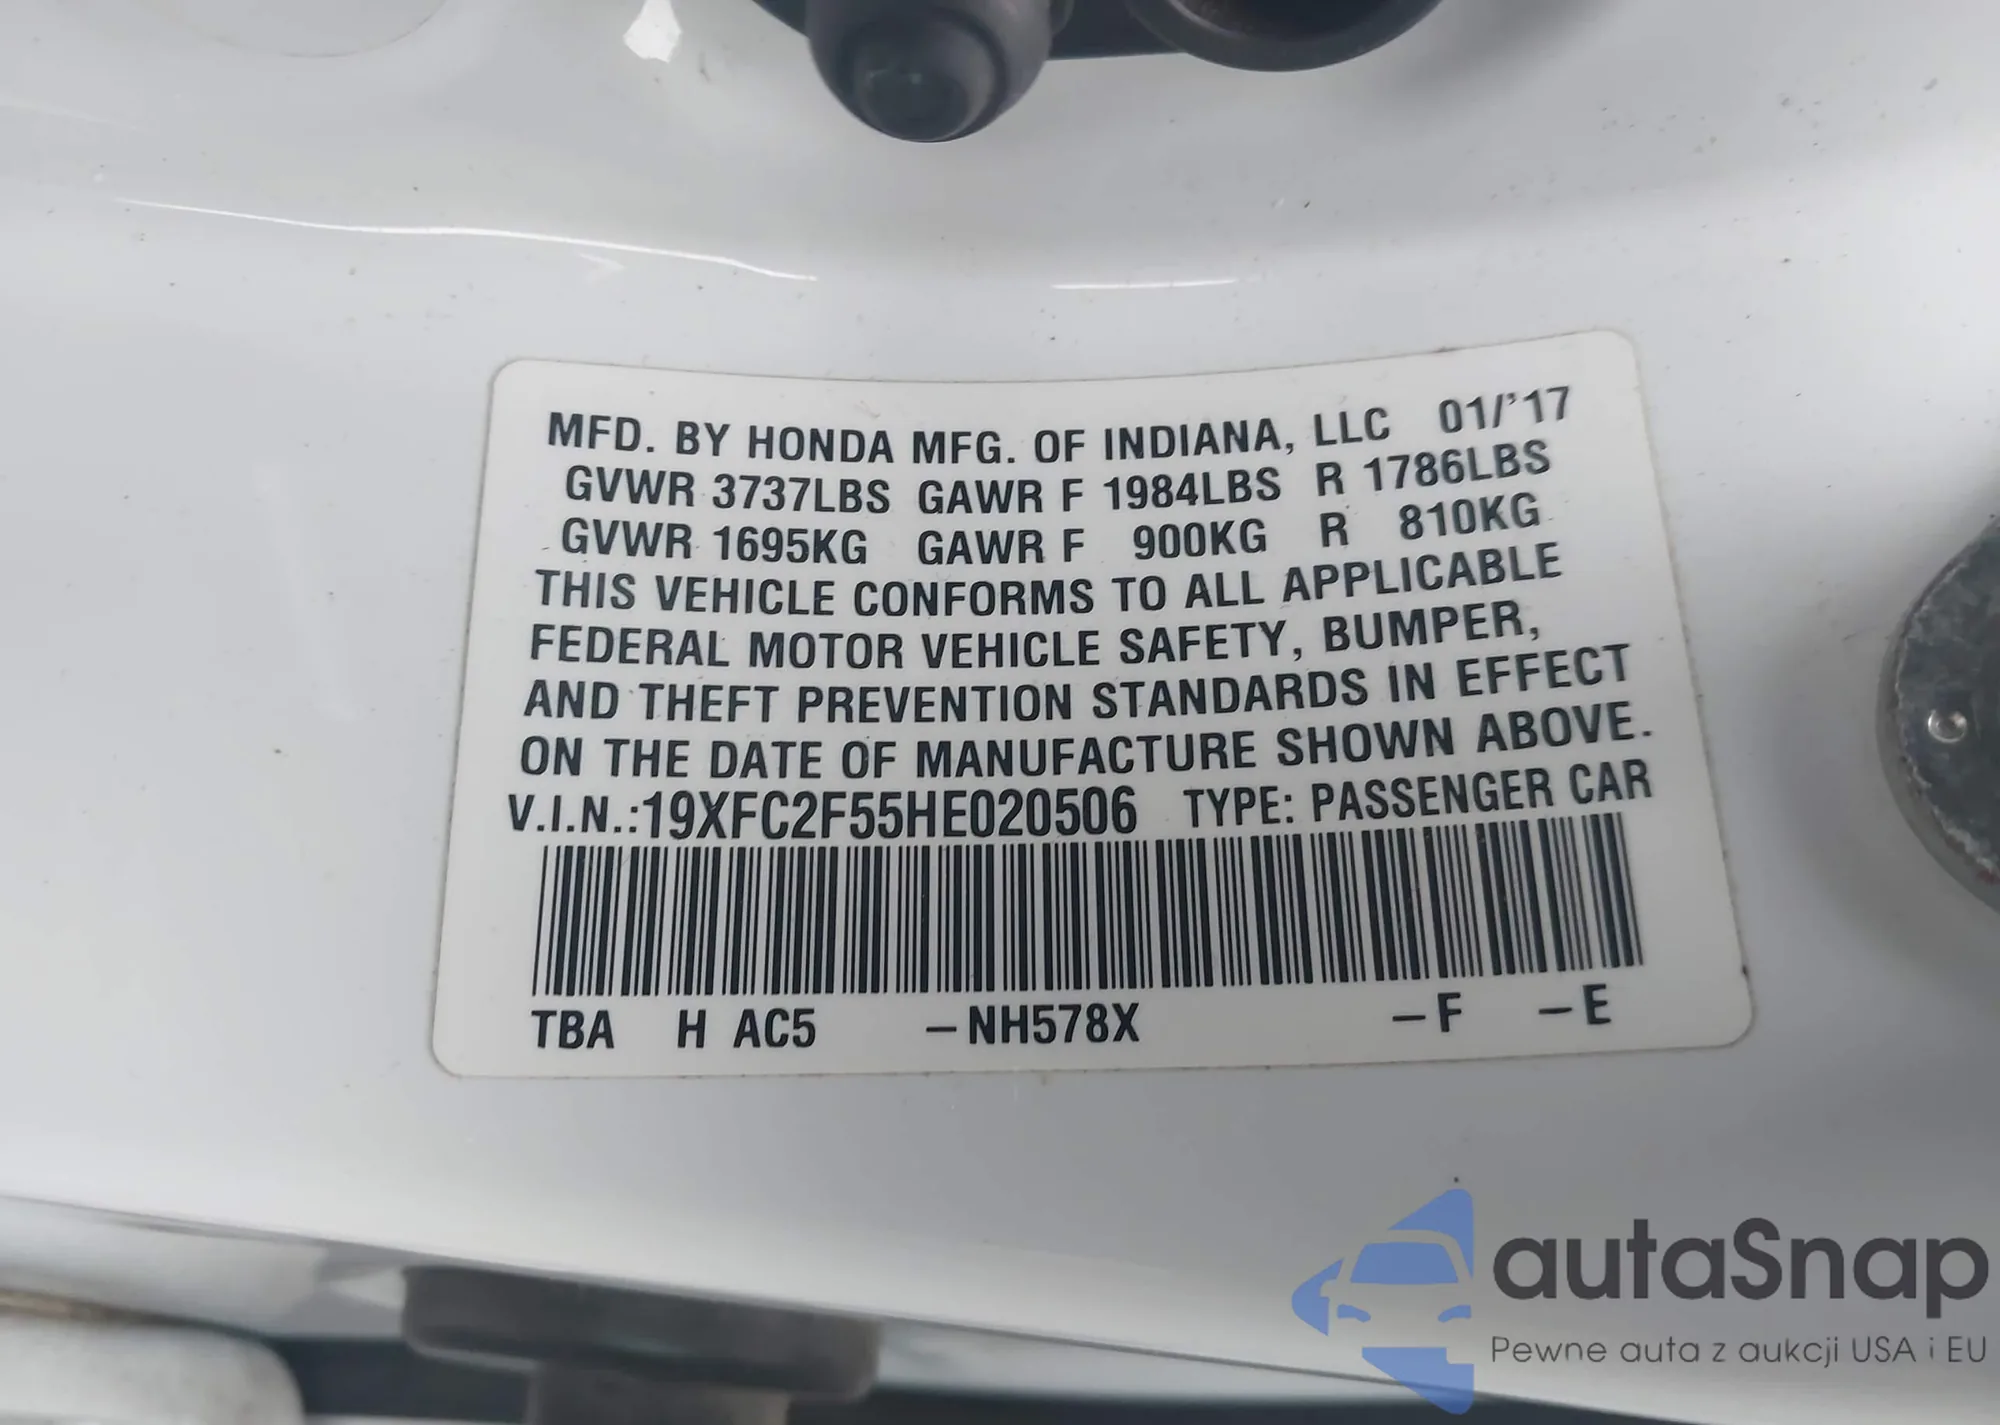 MFD. BY HONDA MFG. OF INDIANA, LLC 01/'17
GVWR 3737LBS GAWR F 1984LBS R 1786LBS
GVWR 1695KG GAWR F 900KG R 810KG
THIS VEHICLE CONFORMS TO ALL APPLICABLE
FEDERAL MOTOR VEHICLE SAFETY, BUMPER,
AND THEFT PREVENTION STANDARDS IN EFFECT
ON THE DATE OF MANUFACTURE SHOWN ABOVE.
V.I.N.:19XFC2F55HE020506 TYPE: PASSENGER CAR
TBA H AC5 –NH578X –F –E
autaSnap
Pewne auta z aukcji USA i EU